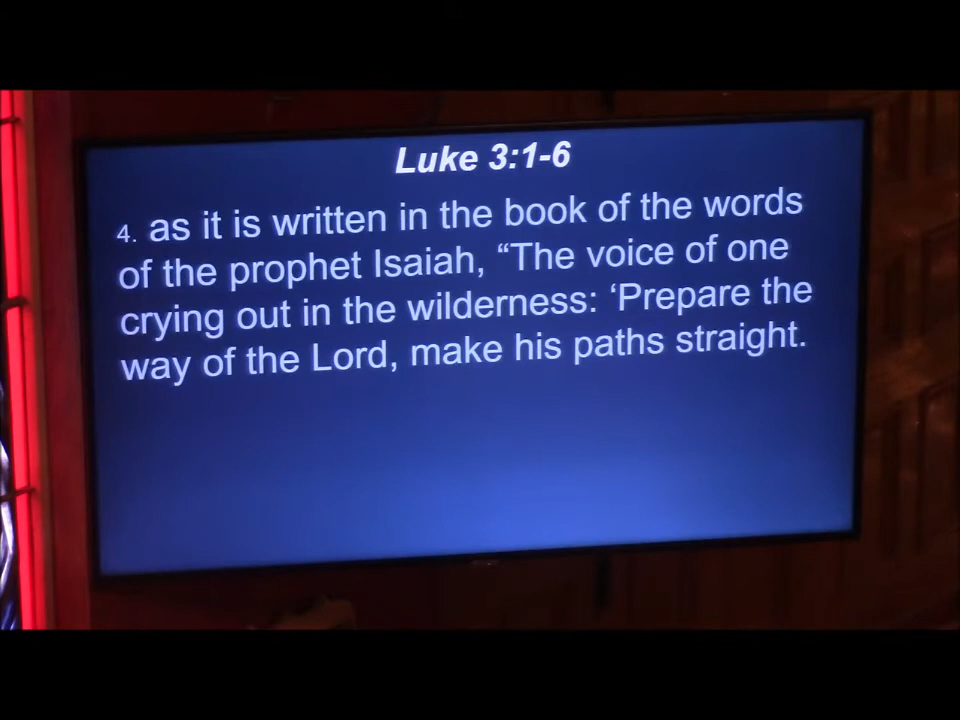 Luke 3:1-6
4. as it is written in the book of the words
of the prophet Isaiah, “The voice of one
crying out in the wilderness: ‘Prepare the
way of the Lord, make his paths straight.